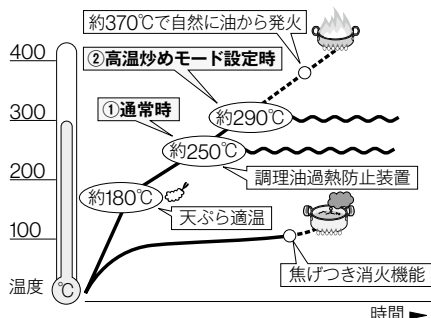 約370℃で自然に油から発火
400
②高温炒めモード設定時
①通常時
300
約290℃
約250℃
200
調理油過熱防止装置
約180℃
天ぷら適温
100
焦げつき消火機能
温度 ℃
時間 ►